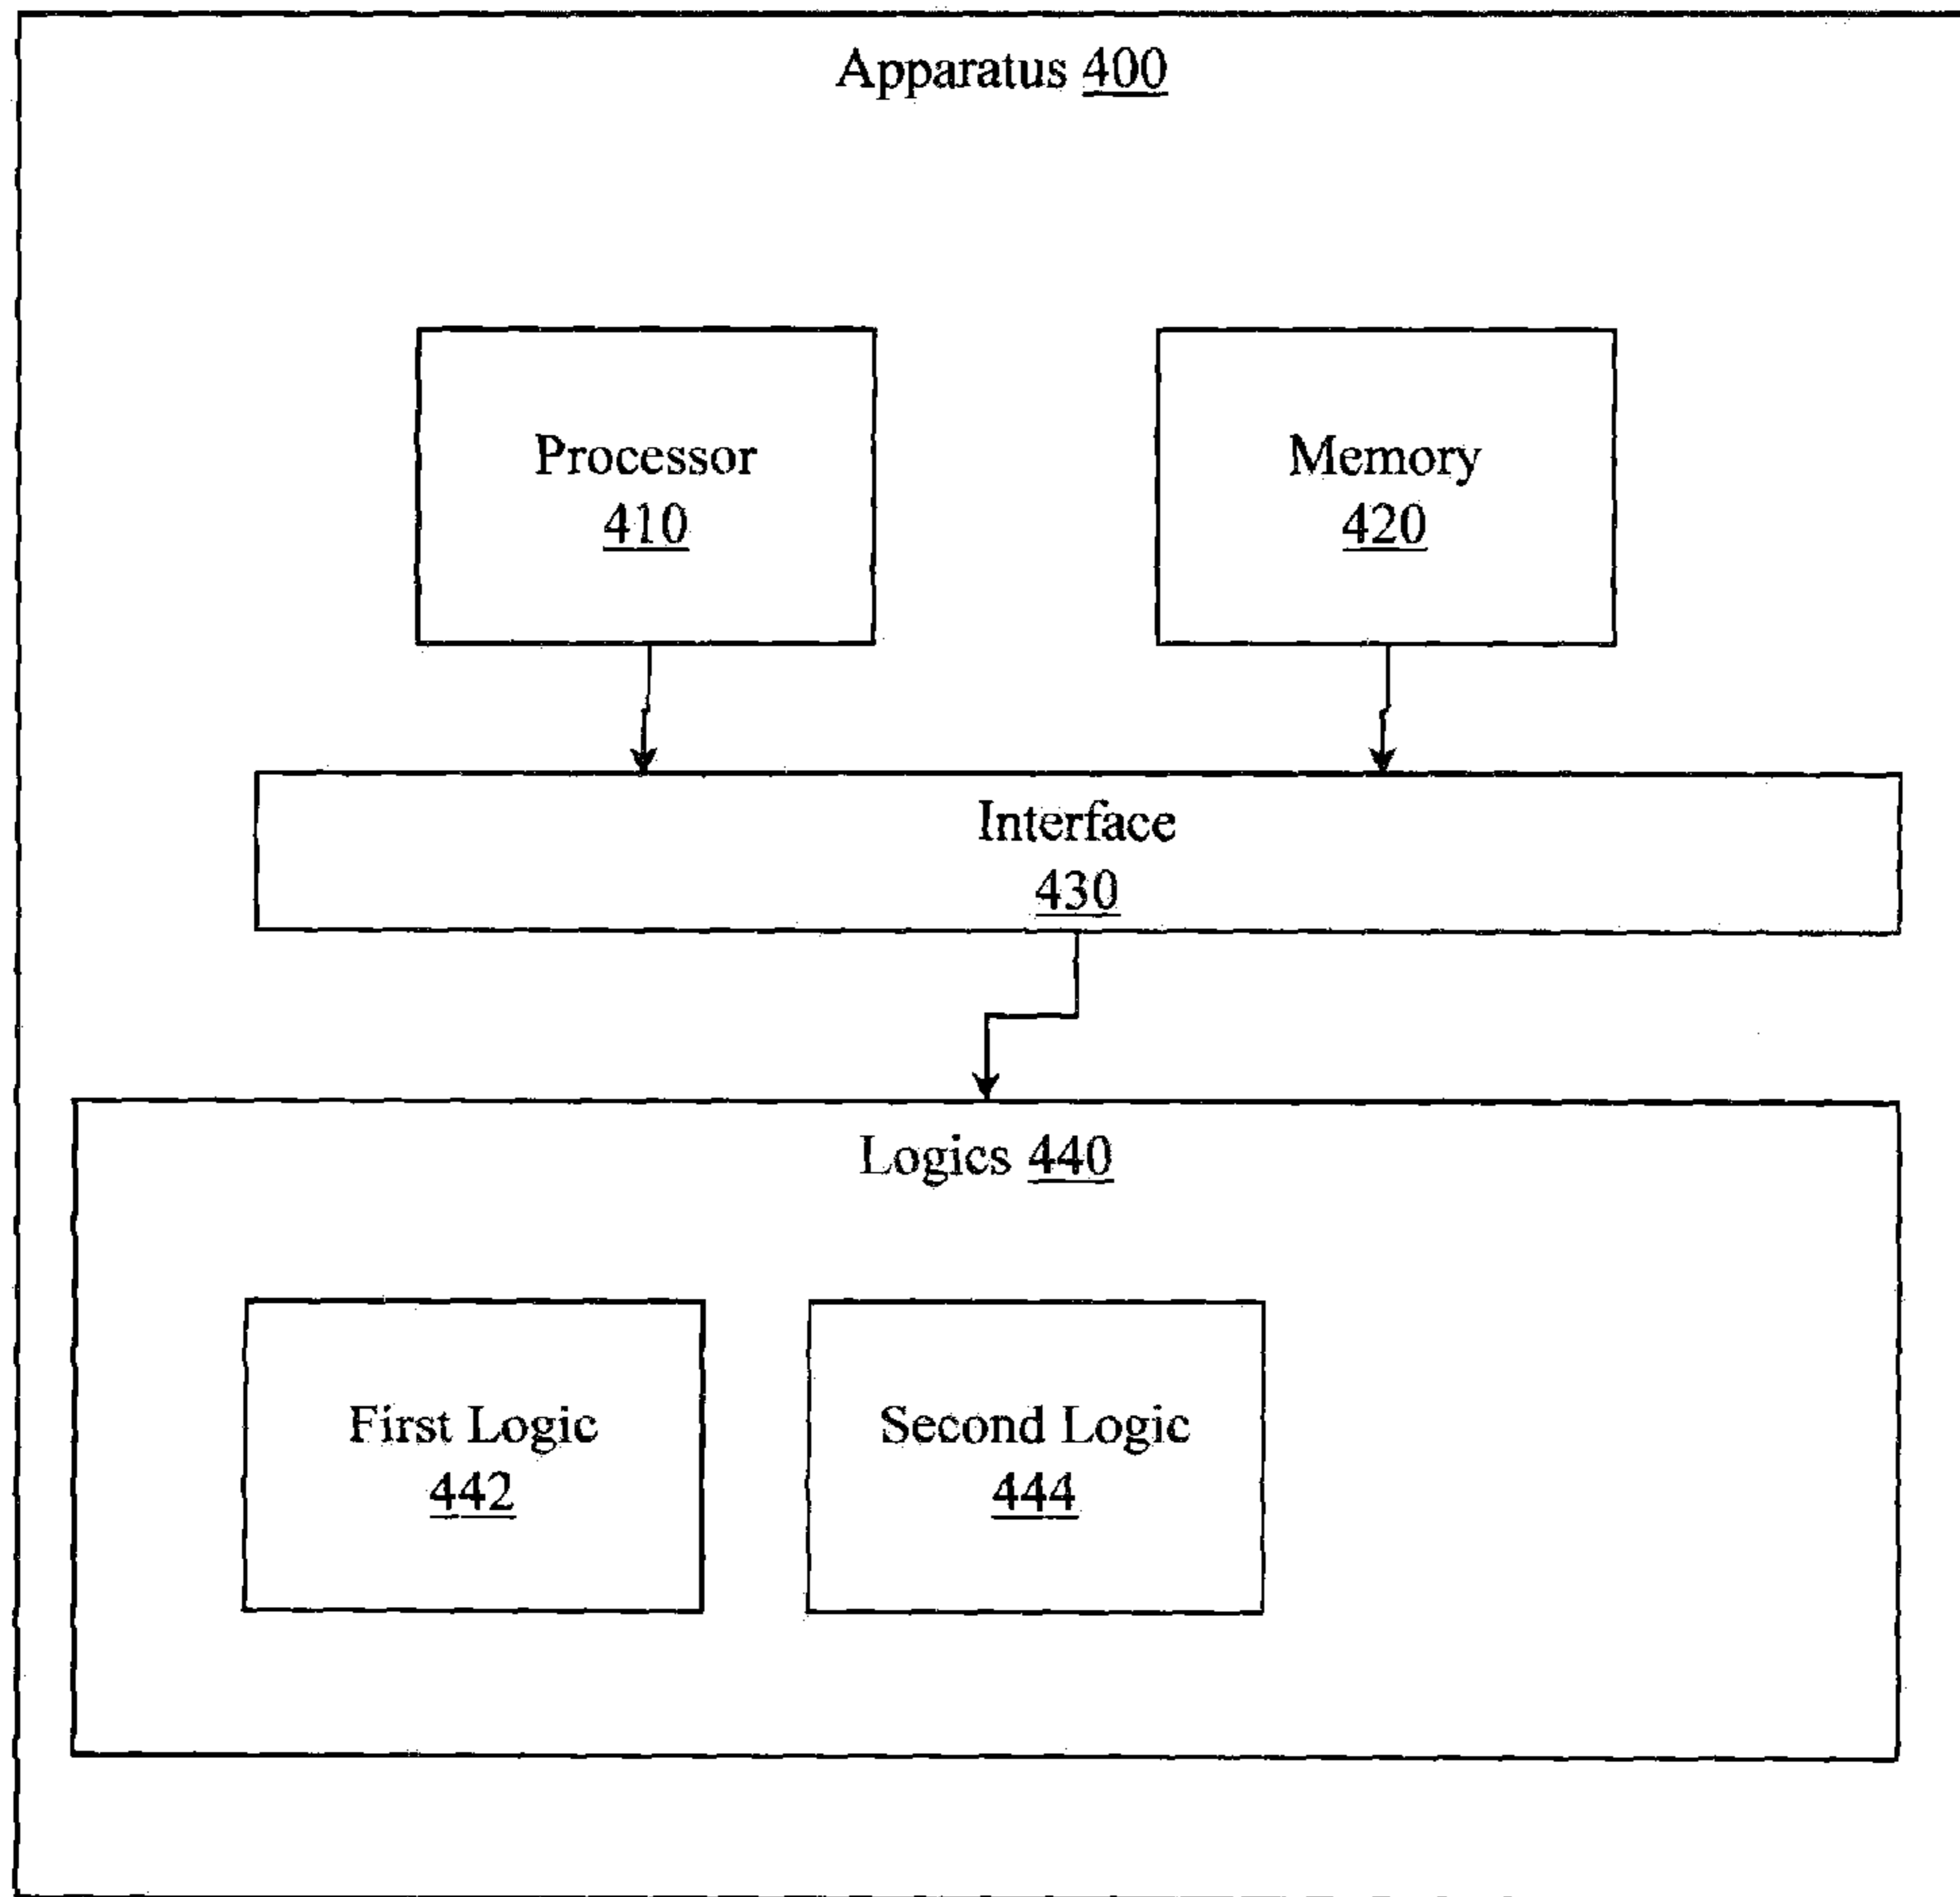 Apparatus 400
Processor
410
Memory
420
Interface
430
Logics 440
First Logic
442
Second Logic
444